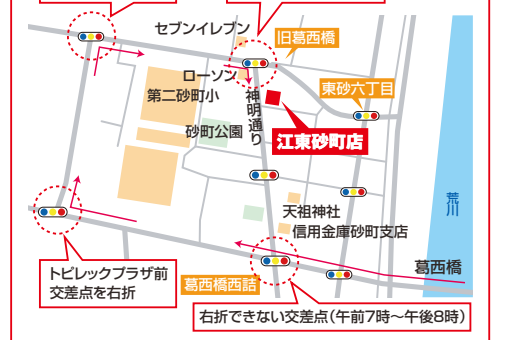 セブンイレブン
旧葛西橋
ローソン
第二砂町小
東砂六丁目
神明通り
砂町公園
江東砂町店
荒川
天祖神社
信用金庫砂町支店
葛西橋
トピレックプラザ前
交差点を右折
葛西橋西詰
右折できない交差点(午前7時～午後8時)